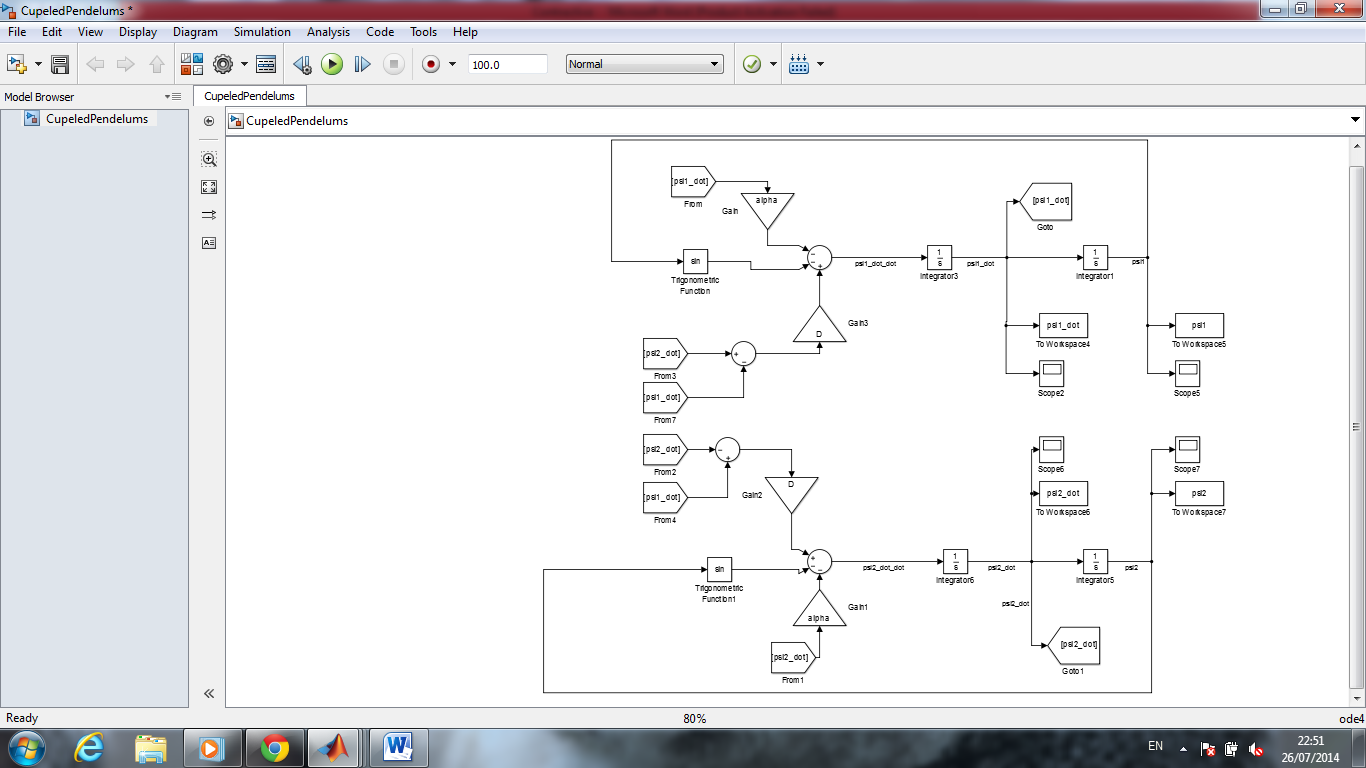 CupeledPendelums *
File Edit View Display Diagram Simulation Analysis Code Tools Help
100.0
Normal
Model Browser
CupeledPendelums
CupeledPendelums
CupeledPendelums
[psi1_dot]
From
alpha
Gain
[psi1_dot]
Goto
sin
Trigonometric
Function
psi1_dot_dot
1
s
Integrator3
psi1_dot
1
s
Integrator1
psi1
D
Gain3
psi1_dot
To Workspace4
psi1
To Workspace5
[psi2_dot]
From3
Scope2
Scope5
[psi1_dot]
From7
[psi2_dot]
From2
Scope6
Scope7
[psi1_dot]
From4
D
Gain2
psi2_dot
To Workspace6
psi2
To Workspace7
sin
Trigonometric
Function1
psi2_dot_dot
1
s
Integrator6
psi2_dot
1
s
Integrator5
psi2
psi2_dot
alpha
Gain1
[psi2_dot]
From1
[psi2_dot]
Goto1
Ready
80%
ode4
EN
22:51
26/07/2014